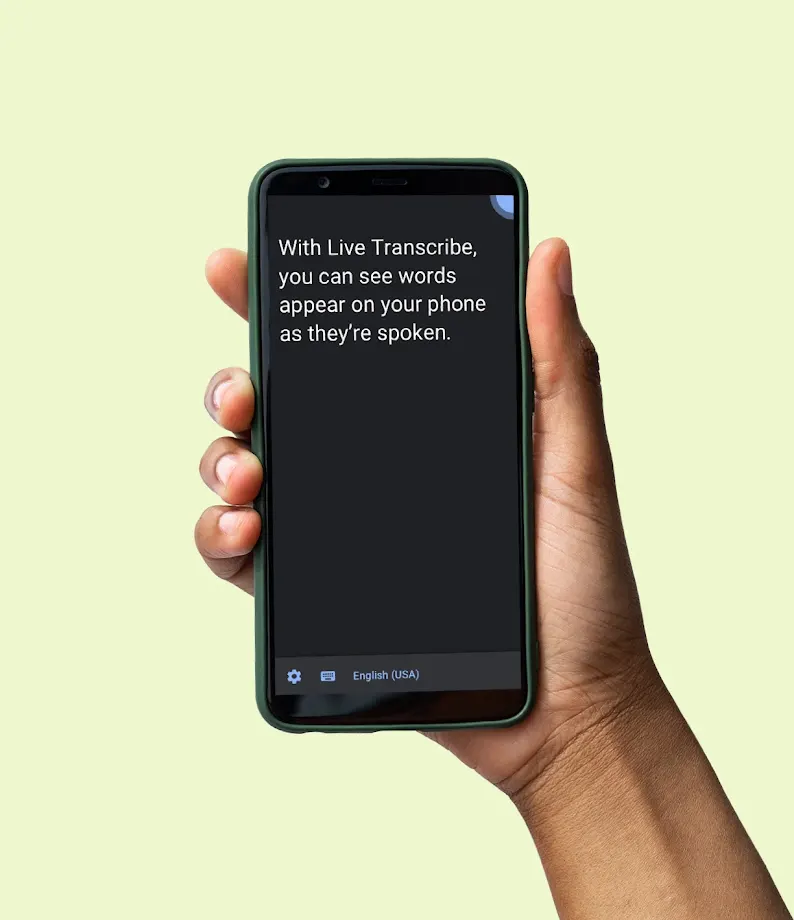 With Live Transcribe,
you can see words
appear on your phone
as they're spoken.
English (USA)